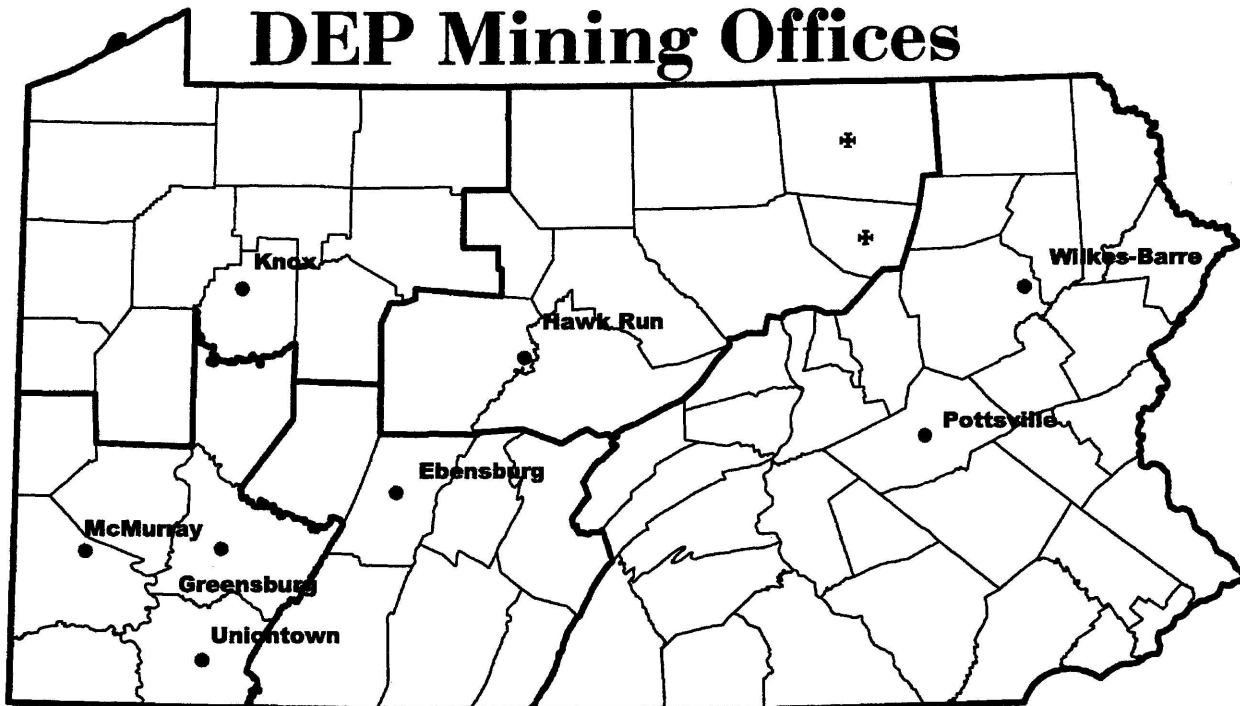 DEP Mining Offices
Knox
Wilkes-Barre
Hawk Run
Pottsville
Ebensburg
McMurray
Greensburg
Uniontown